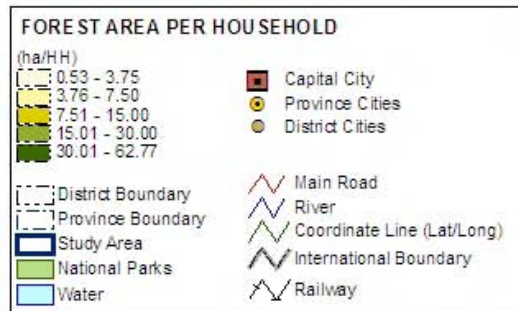 FOREST AREA PER HOUSEHOLD
(ha/HH)
0.53 - 3.75
3.76 - 7.50
7.51 - 15.00
15.01 - 30.00
30.01 - 62.77
Capital City
Province Cities
District Cities
District Boundary
Province Boundary
Study Area
National Parks
Water
Main Road
River
Coordinate Line (Lat/Long)
International Boundary
Railway